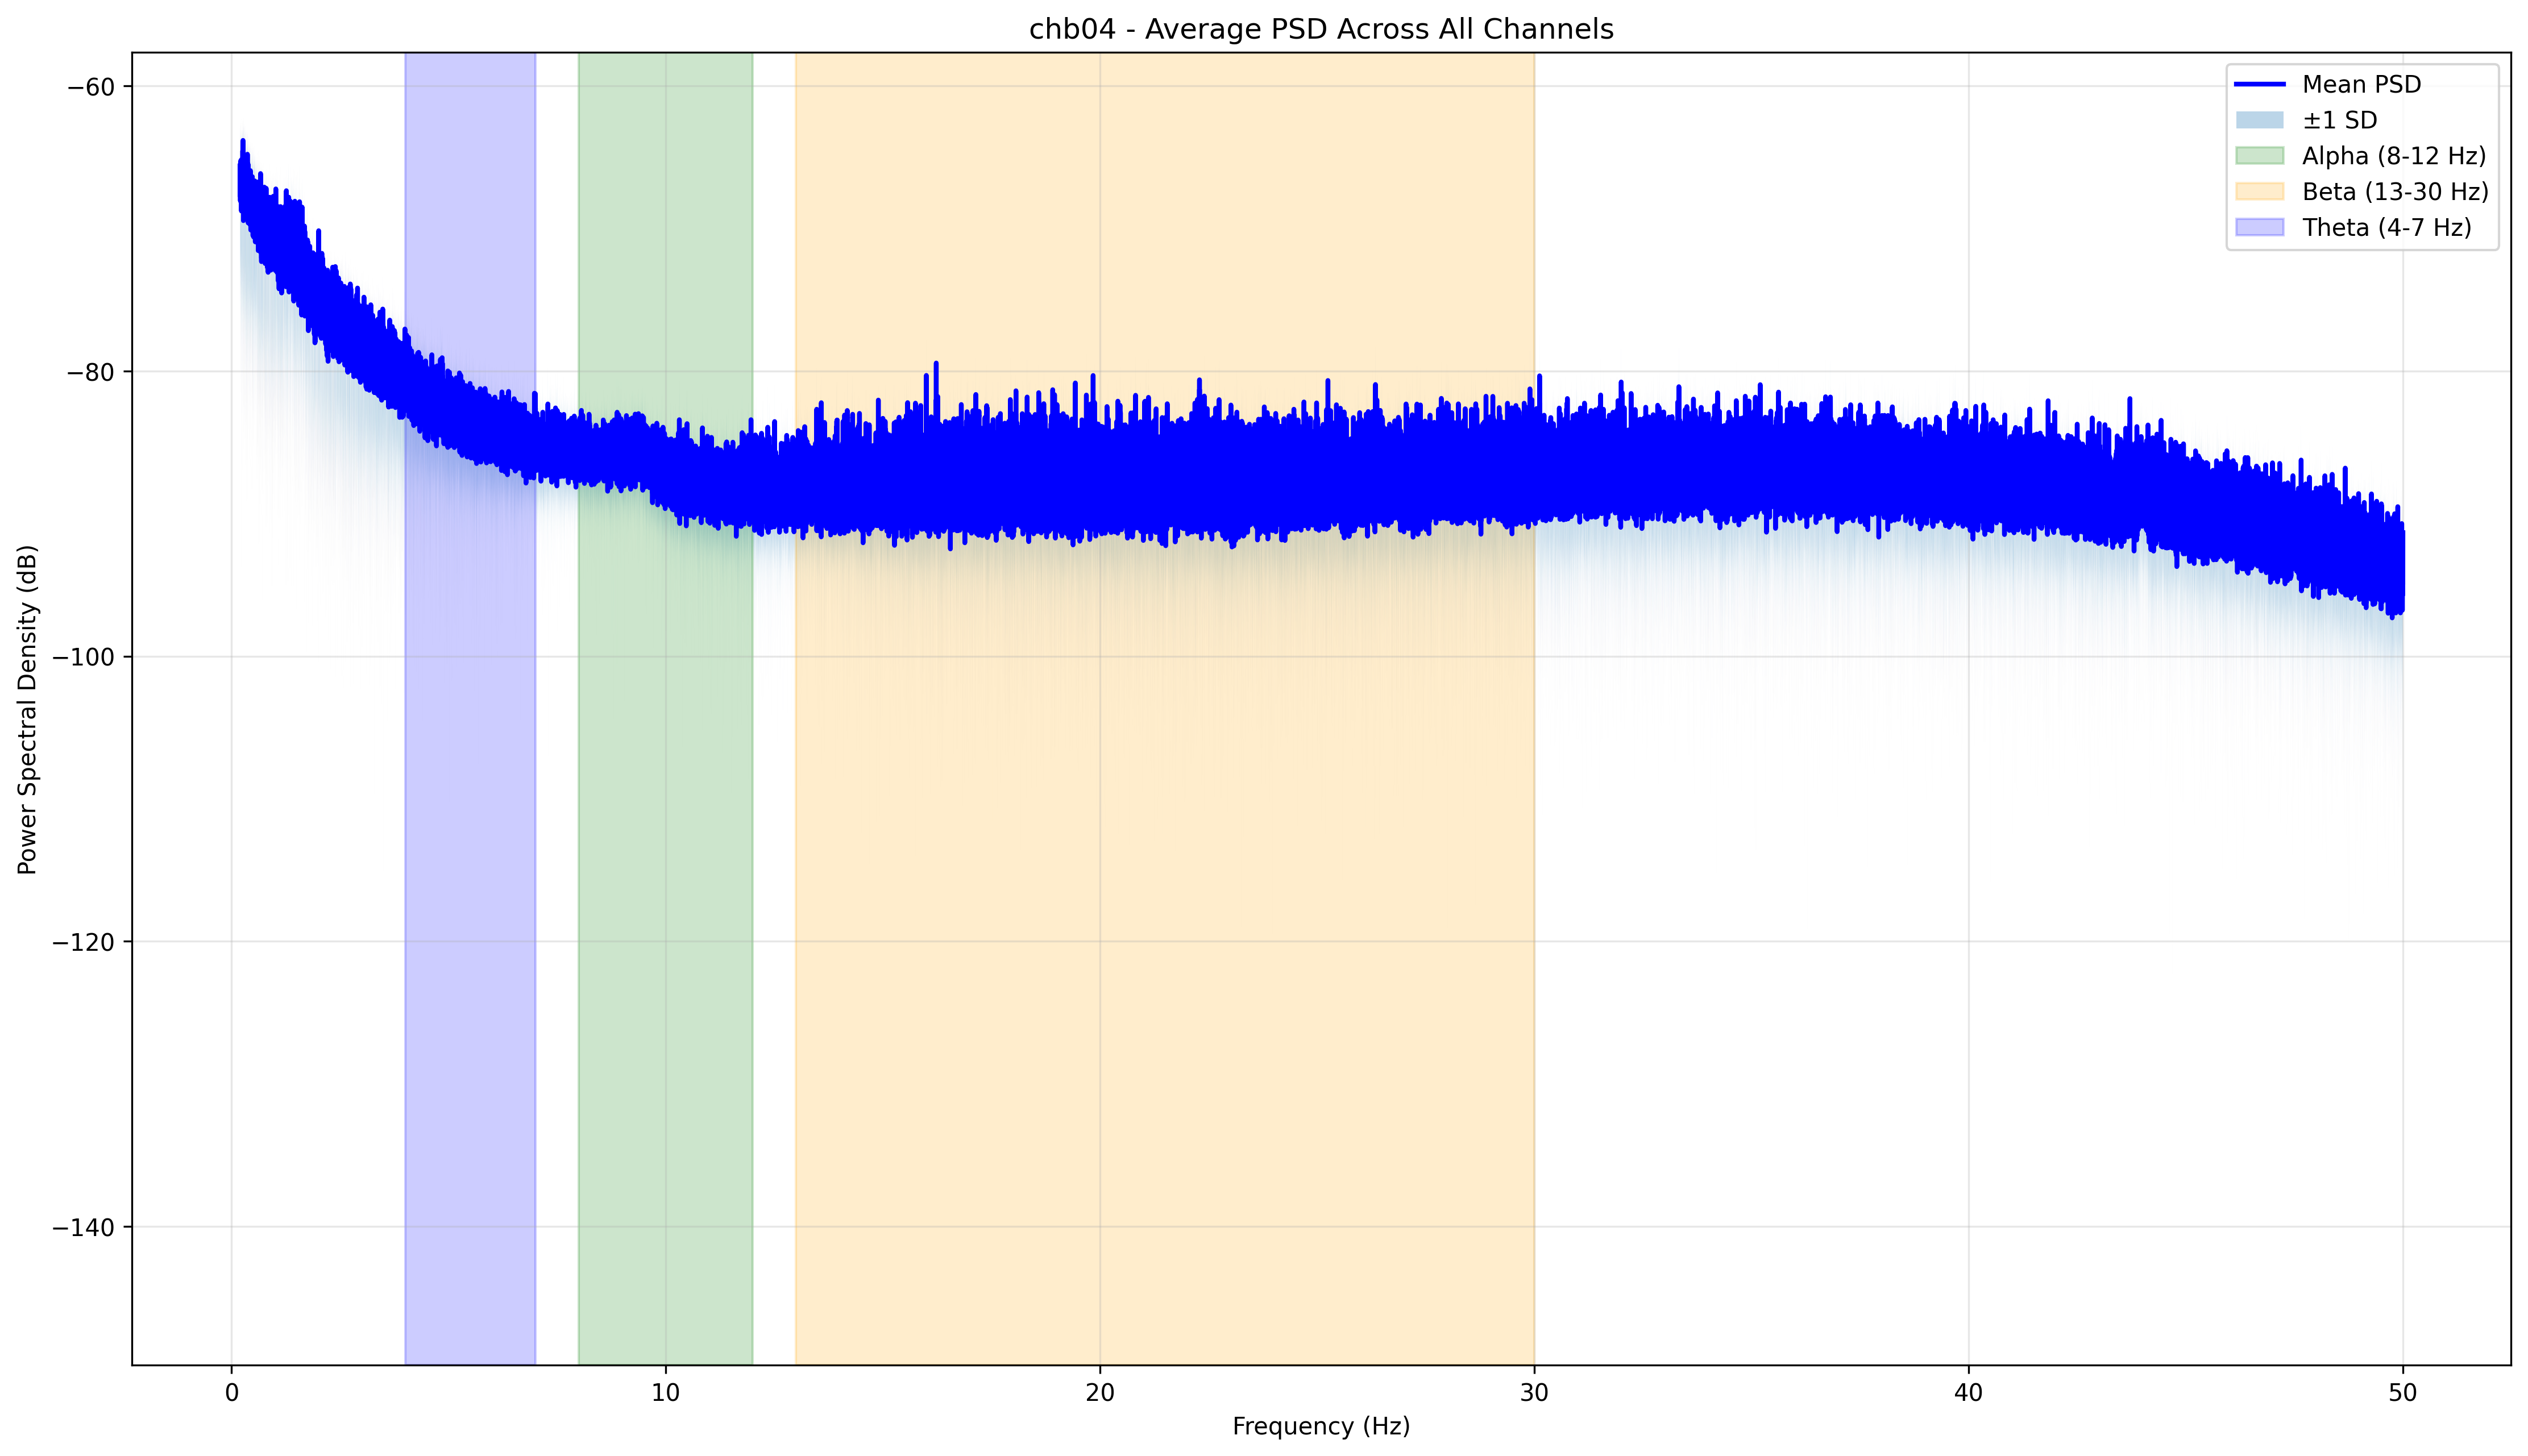 chb04 - Average PSD Across All Channels
Mean PSD
±1 SD
Alpha (8-12 Hz)
Beta (13-30 Hz)
Theta (4-7 Hz)
Power Spectral Density (dB)
−60
−80
−100
−120
−140
0 10 20 30 40 50
Frequency (Hz)